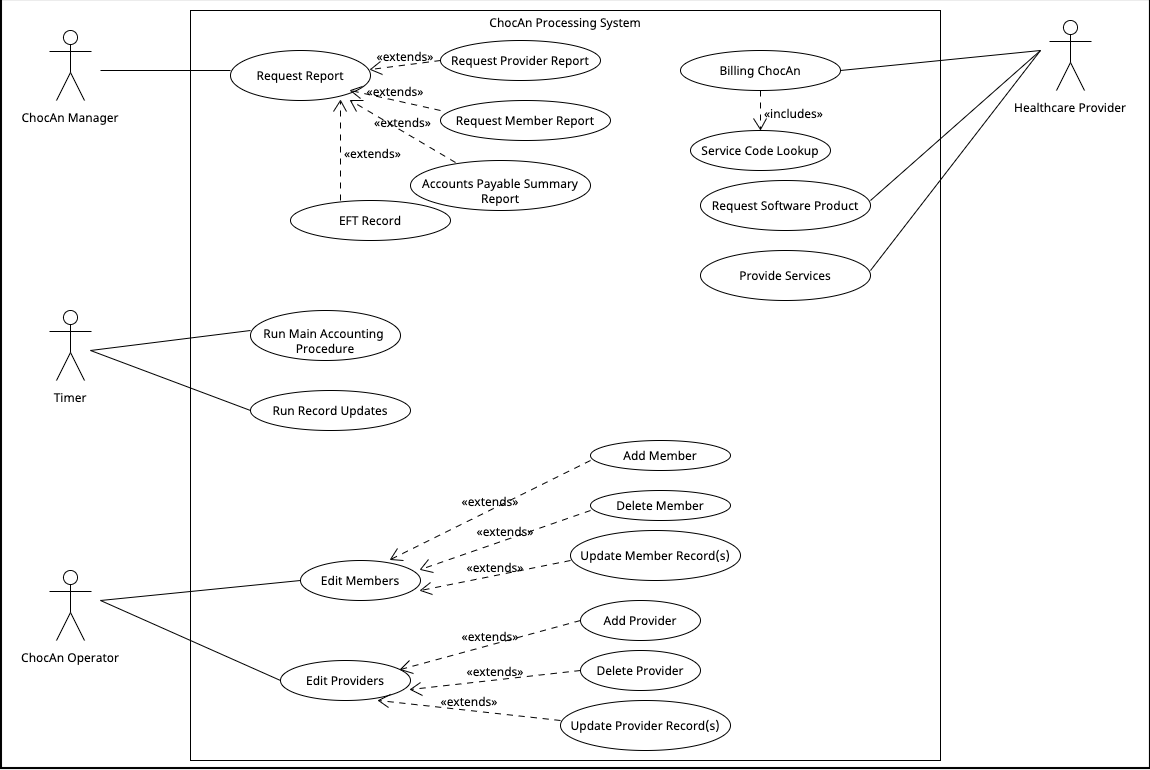 ChocAn Processing System
ChocAn Manager
Request Report
«extends»
Request Provider Report
«extends»
Request Member Report
«extends»
Accounts Payable Summary
Report
«extends»
EFT Record
Billing ChocAn
«includes»
Service Code Lookup
Request Software Product
Provide Services
Healthcare Provider
Timer
Run Main Accounting
Procedure
Run Record Updates
ChocAn Operator
Edit Members
«extends»
Add Member
«extends»
Delete Member
«extends»
Update Member Record(s)
Edit Providers
«extends»
Add Provider
«extends»
Delete Provider
«extends»
Update Provider Record(s)